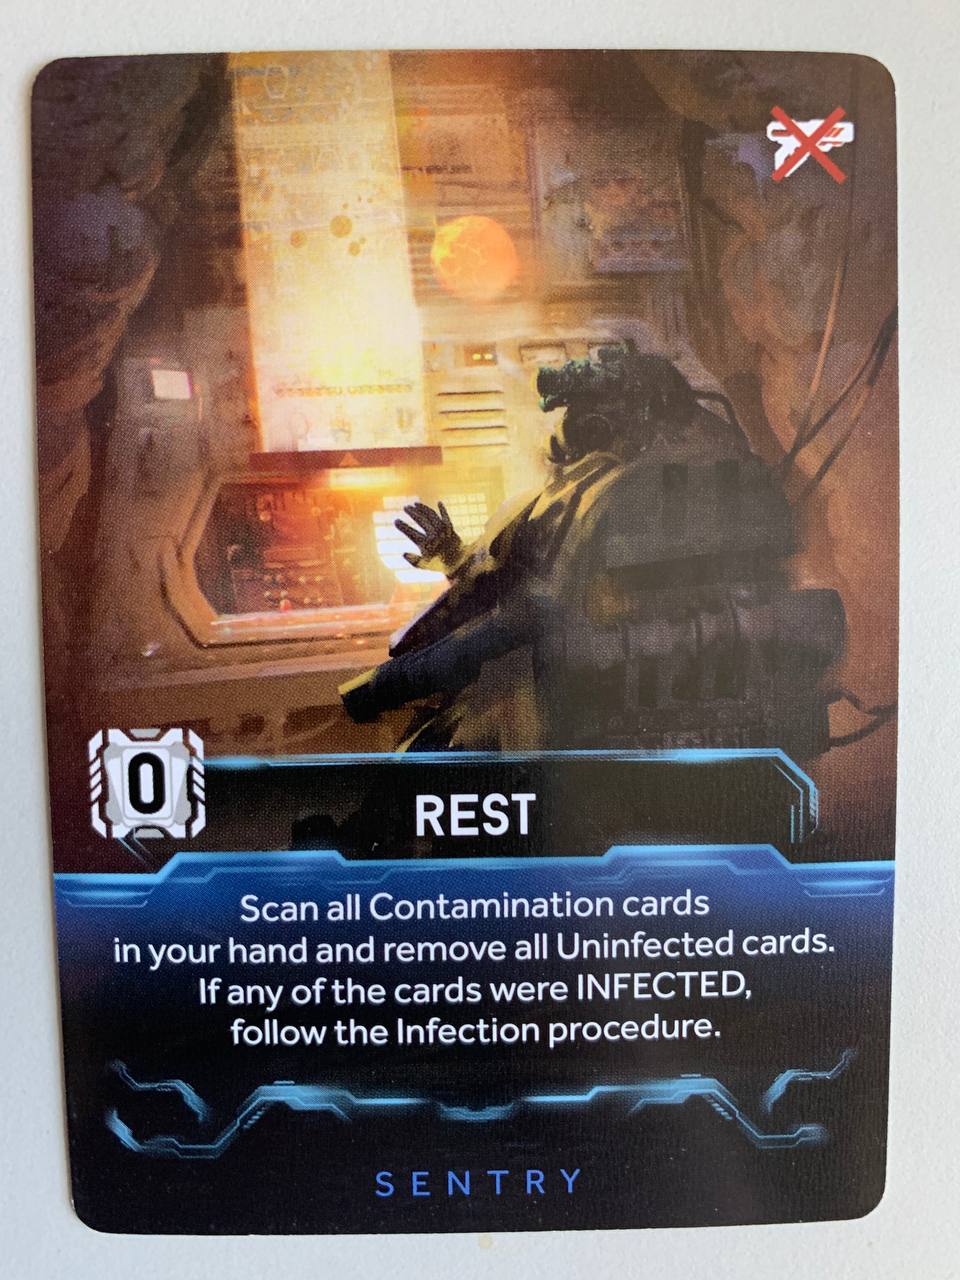 0
REST
Scan all Contamination cards
in your hand and remove all Uninfected cards.
If any of the cards were INFECTED,
follow the Infection procedure.
SENTRY